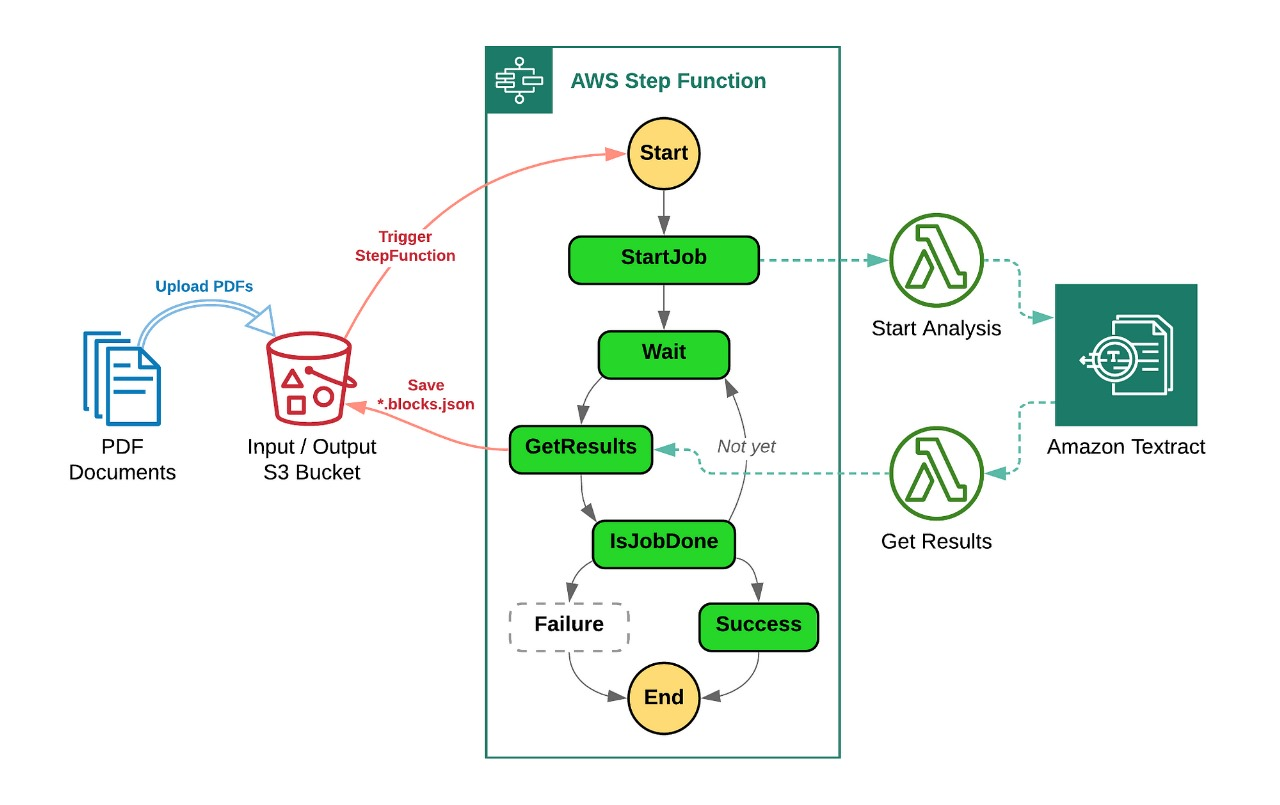 AWS Step Function
Start
Trigger
StepFunction
StartJob
Upload PDFs
Start Analysis
Wait
Save
*.blocks.json
PDF
Documents
Input / Output
S3 Bucket
GetResults
Not yet
T
Amazon Textract
IsJobDone
Get Results
Failure
Success
End